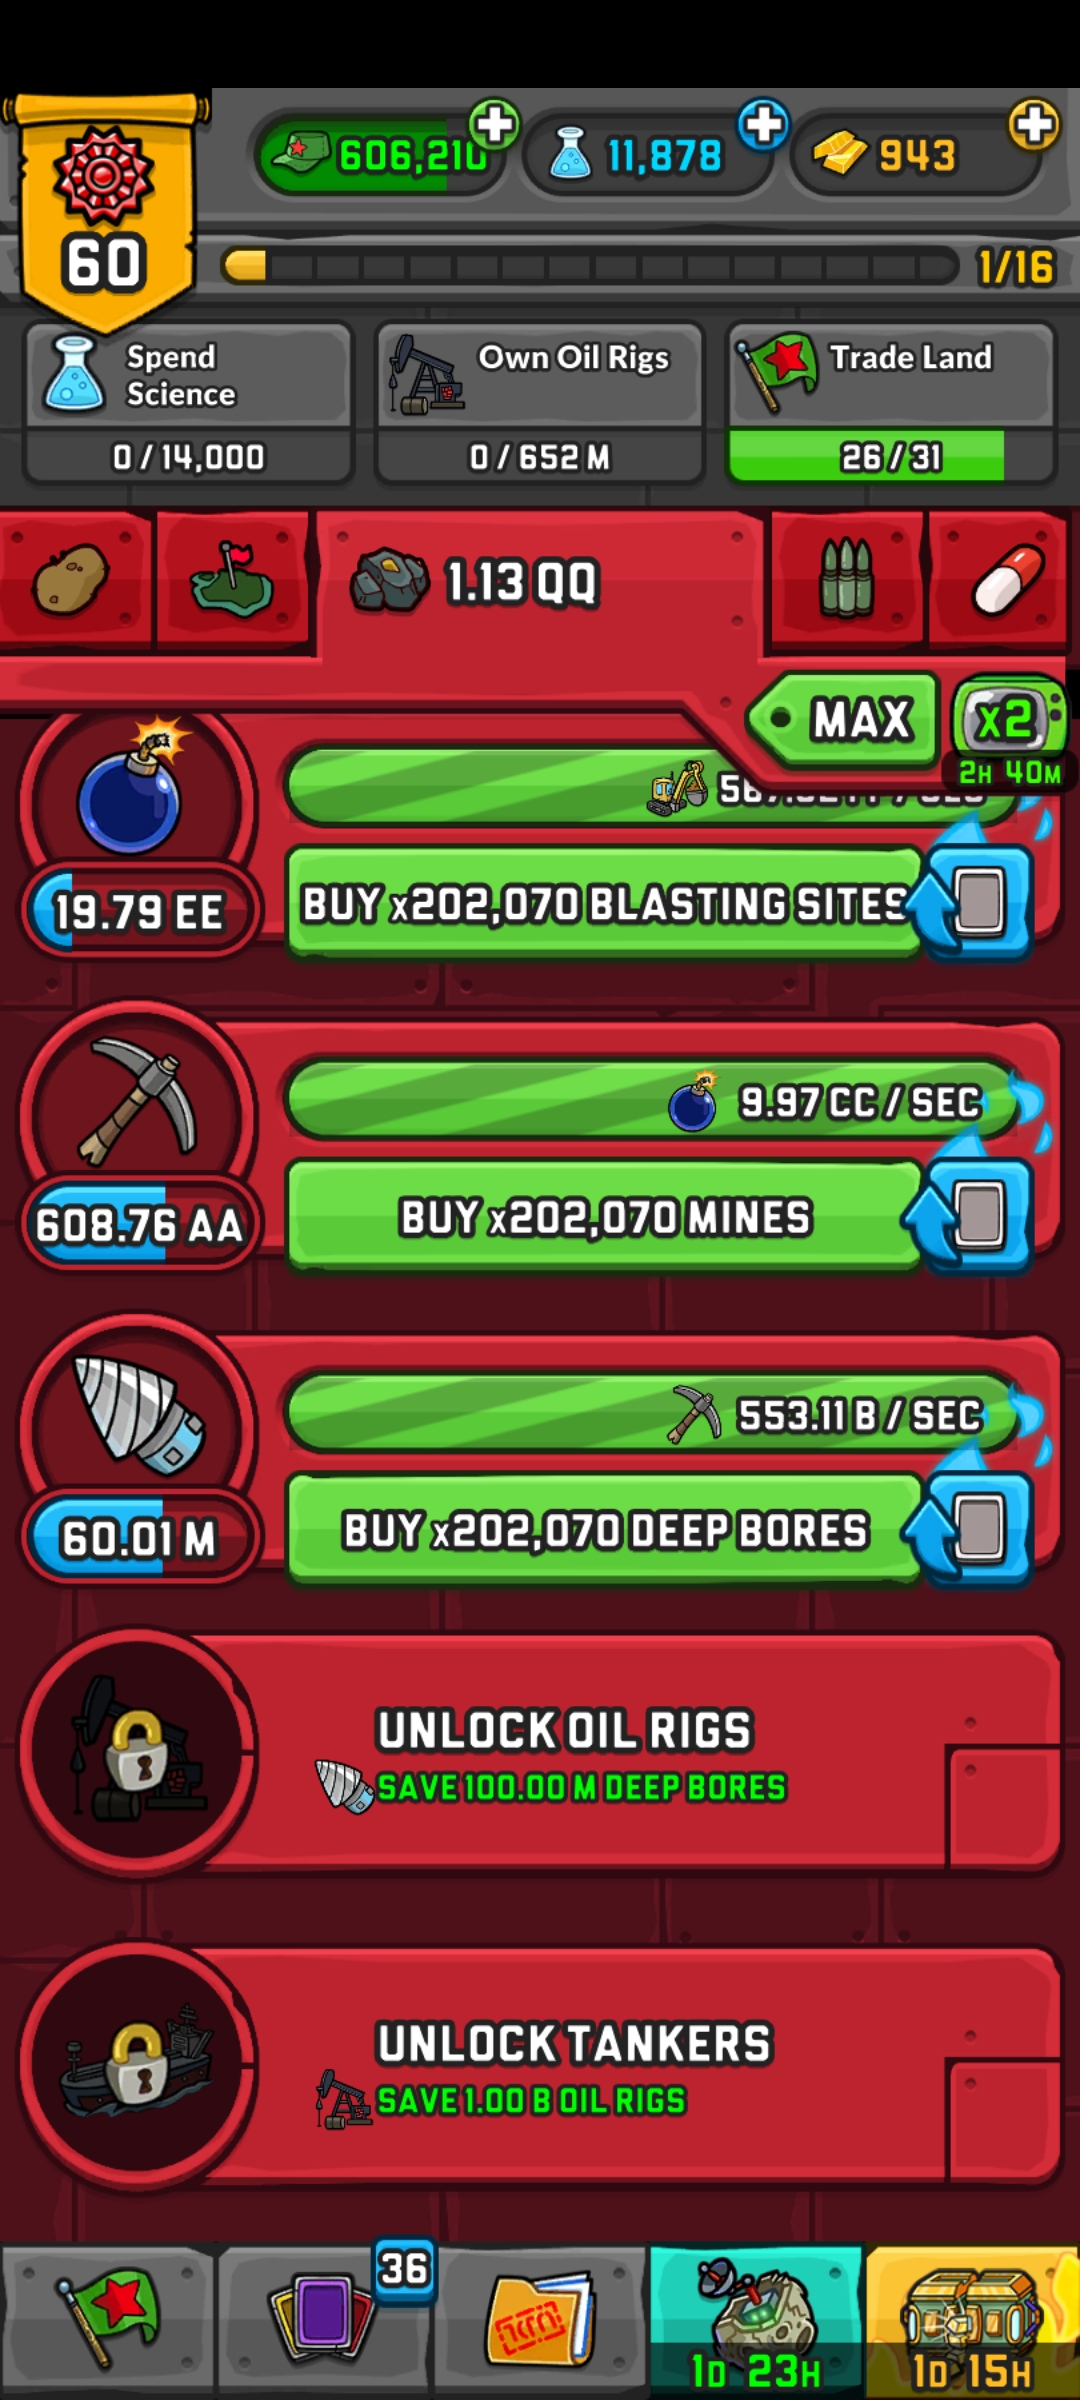 606,210
11,878
943
60
1/16
Spend
Science
0/14,000
Own Oil Rigs
0/652 M
Trade Land
26/31
1.13 QQ
MAX
x2
2H 40M
19.79 EE
BUY x202,070 BLASTING SITES
9.97 CC / SEC
608.76 AA
BUY x202,070 MINES
553.11 B / SEC
60.01 M
BUY x202,070 DEEP BORES
UNLOCK OIL RIGS
SAVE 100.00 M DEEP BORES
UNLOCK TANKERS
SAVE 1.00 B OIL RIGS
36
1D 23H
1D 15H